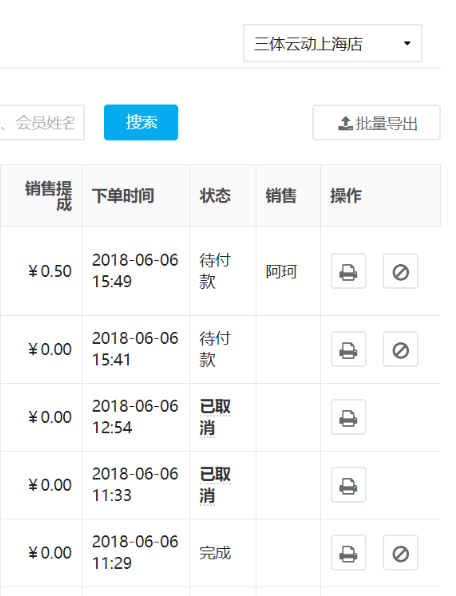 三体云动上海店
、会员姓名
搜索
批量导出
销售提
成
下单时间
状态
销售
操作
¥0.50
2018-06-06
15:49
待付
款
阿珂
¥0.00
2018-06-06
15:41
待付
款
¥0.00
2018-06-06
12:54
已取
消
¥0.00
2018-06-06
11:33
已取
消
¥0.00
2018-06-06
11:29
完成